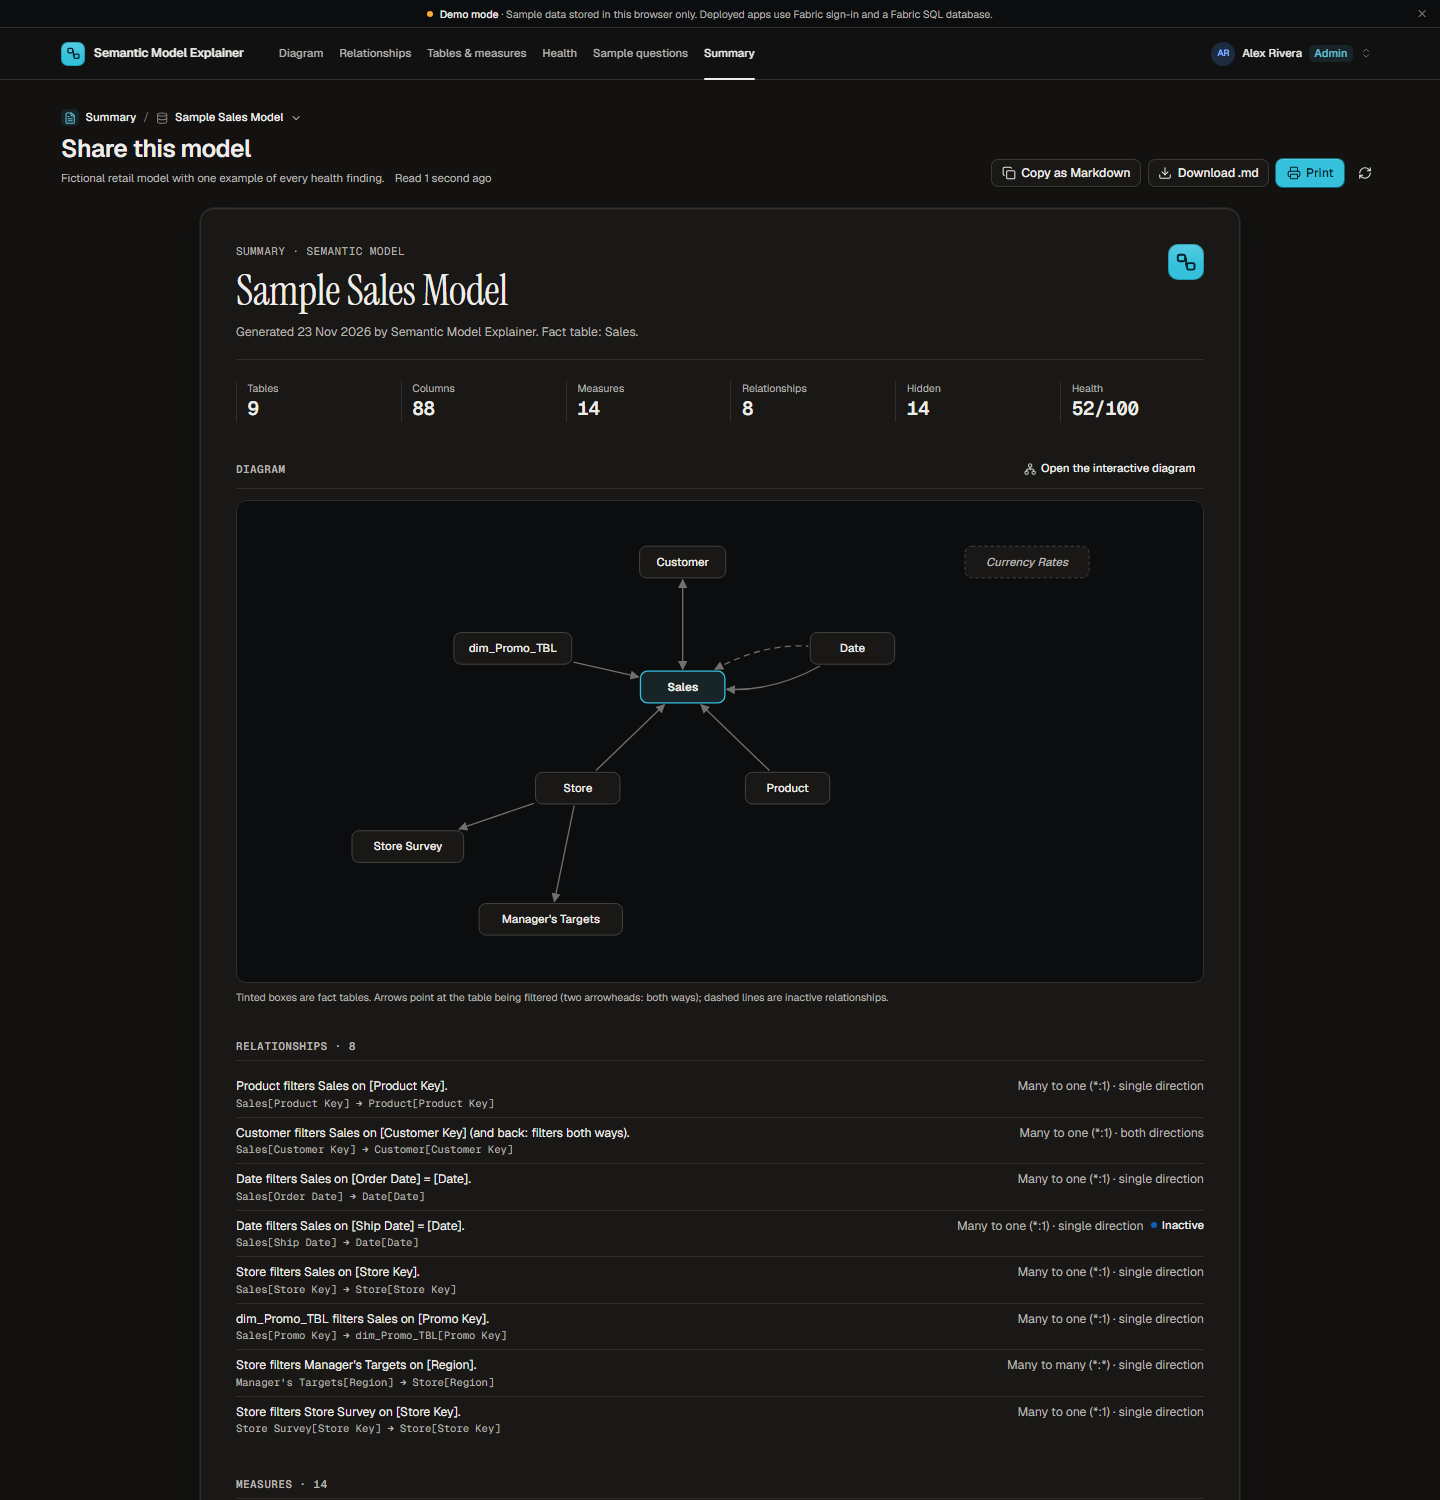 Demo mode · Sample data stored in this browser only. Deployed apps use Fabric sign-in and a Fabric SQL database.
Semantic Model Explainer
Diagram
Relationships
Tables & measures
Health
Sample questions
Summary
AR
Alex Rivera
Admin
Summary / Sample Sales Model
Share this model
Fictional retail model with one example of every health finding. Read 1 second ago
Copy as Markdown
Download .md
Print
SUMMARY · SEMANTIC MODEL
Sample Sales Model
Generated 23 Nov 2026 by Semantic Model Explainer. Fact table: Sales.
Tables
9
Columns
88
Measures
14
Relationships
8
Hidden
14
Health
52/100
DIAGRAM
Open the interactive diagram
Customer
Currency Rates
dim_Promo_TBL
Date
Sales
Store
Product
Store Survey
Manager's Targets
Tinted boxes are fact tables. Arrows point at the table being filtered (two arrowheads: both ways); dashed lines are inactive relationships.
RELATIONSHIPS · 8
Product filters Sales on [Product Key].
Many to one (*:1) · single direction
Sales[Product Key] → Product[Product Key]
Customer filters Sales on [Customer Key] (and back: filters both ways).
Many to one (*:1) · both directions
Sales[Customer Key] → Customer[Customer Key]
Date filters Sales on [Order Date] = [Date].
Many to one (*:1) · single direction
Sales[Order Date] → Date[Date]
Date filters Sales on [Ship Date] = [Date].
Many to one (*:1) · single direction
Inactive
Sales[Ship Date] → Date[Date]
Store filters Sales on [Store Key].
Many to one (*:1) · single direction
Sales[Store Key] → Store[Store Key]
dim_Promo_TBL filters Sales on [Promo Key].
Many to one (*:1) · single direction
Sales[Promo Key] → dim_Promo_TBL[Promo Key]
Store filters Manager's Targets on [Region].
Many to many (*:*) · single direction
Manager's Targets[Region] → Store[Region]
Store filters Store Survey on [Store Key].
Many to one (*:1) · single direction
Store Survey[Store Key] → Store[Store Key]
MEASURES · 14